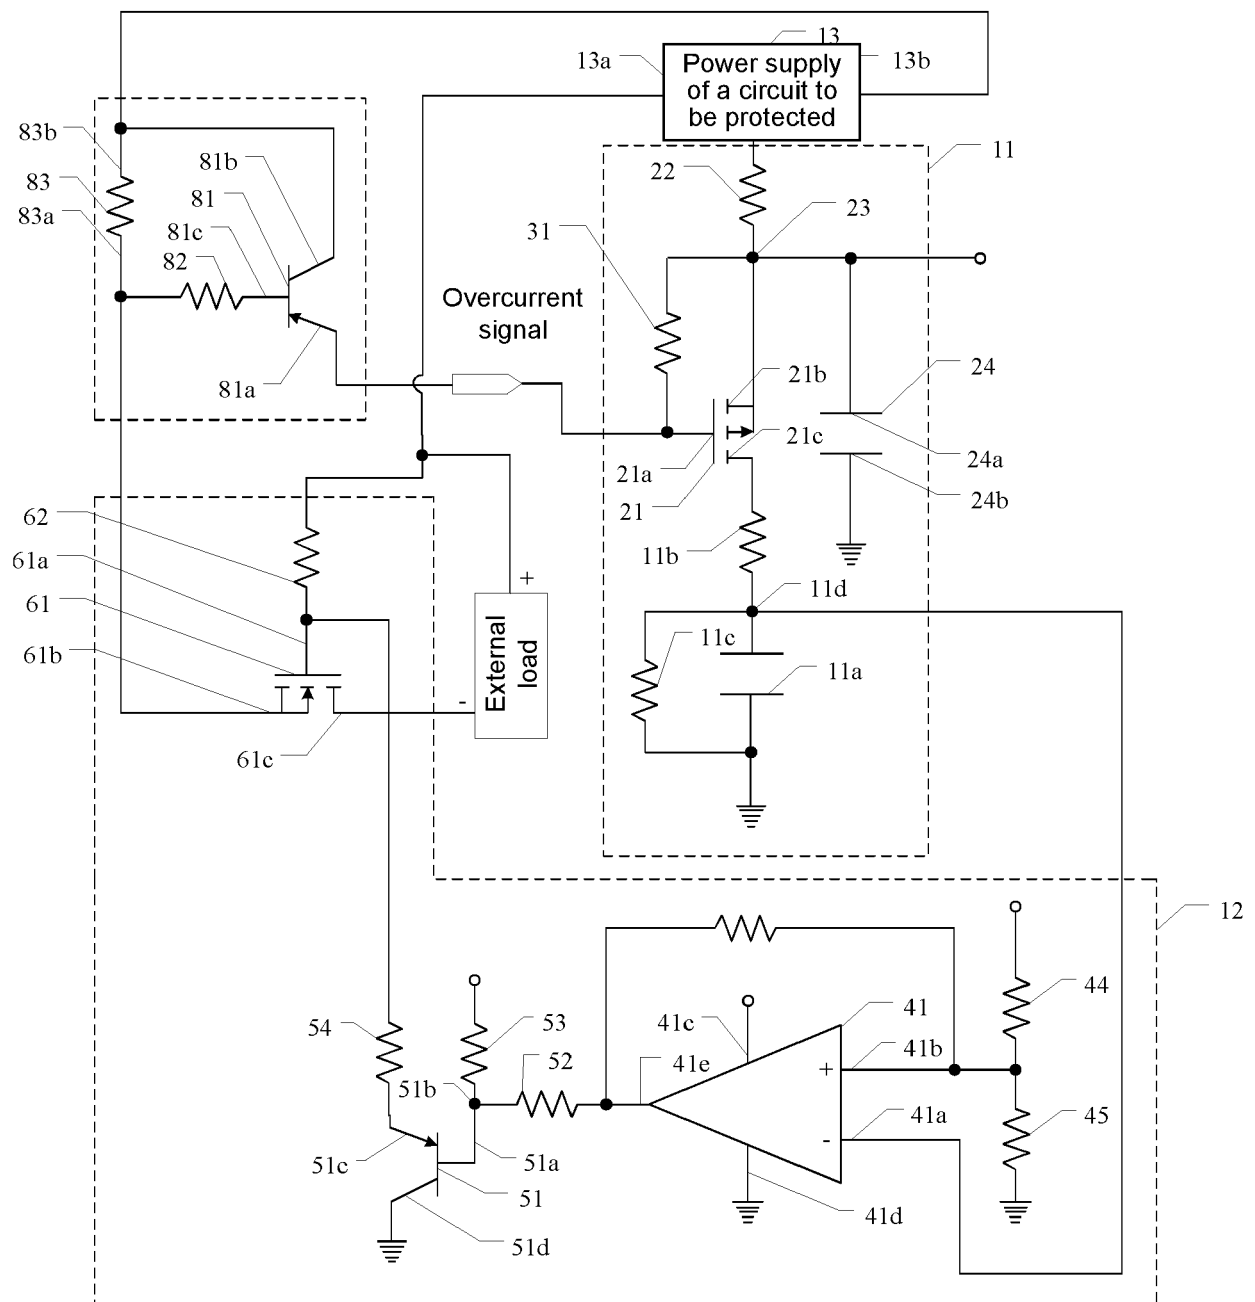 13
13a
13b
Power supply
of a circuit to
be protected
83b
83
83a
81b
81
81c
82
81a
Overcurrent
signal
11
22
23
31
21b
24
21c
24a
21a
24b
21
11b
11d
11c
11a
62
61a
61
61b
61c
+
-
External
load
12
44
53
54
52
41c
41
41e
41b
+
51b
41a
-
45
51c
51a
51
41d
51d